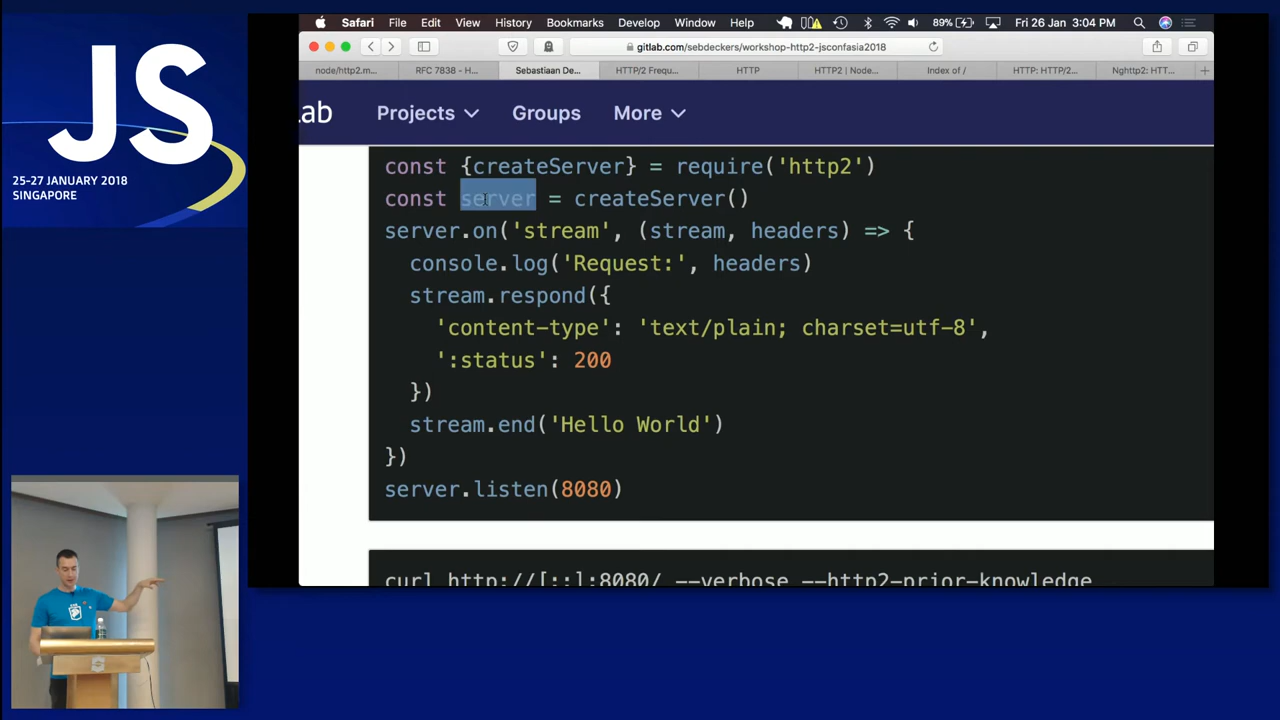 JS
25-27 JANUARY 2018
SINGAPORE
Safari File Edit View History Bookmarks Develop Window Help 89% Fri 26 Jan 3:04 PM
gitlab.com/sebdeckers/workshop-http2-jsconfasia2018
node/http2.m... RFC 7838 - H... Sebastiaan De... HTTP/2 Frequ... HTTP HTTP2 | Node... Index of / HTTP: HTTP/2... Nghttp2: HTT...
Lab Projects Groups More
const {createServer} = require('http2')
const server = createServer()
server.on('stream', (stream, headers) => {
console.log('Request:', headers)
stream.respond({
'content-type': 'text/plain; charset=utf-8',
':status': 200
})
stream.end('Hello World')
})
server.listen(8080)
curl http://[::]:8080/ --verbose --http2-prior-knowledge